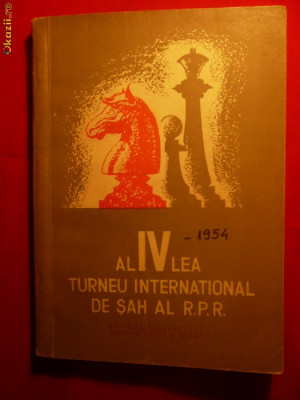 Okazii.ro
- 1954
AL IV LEA
TURNEU INTERNATIONAL
DE ȘAH AL R.P.R.